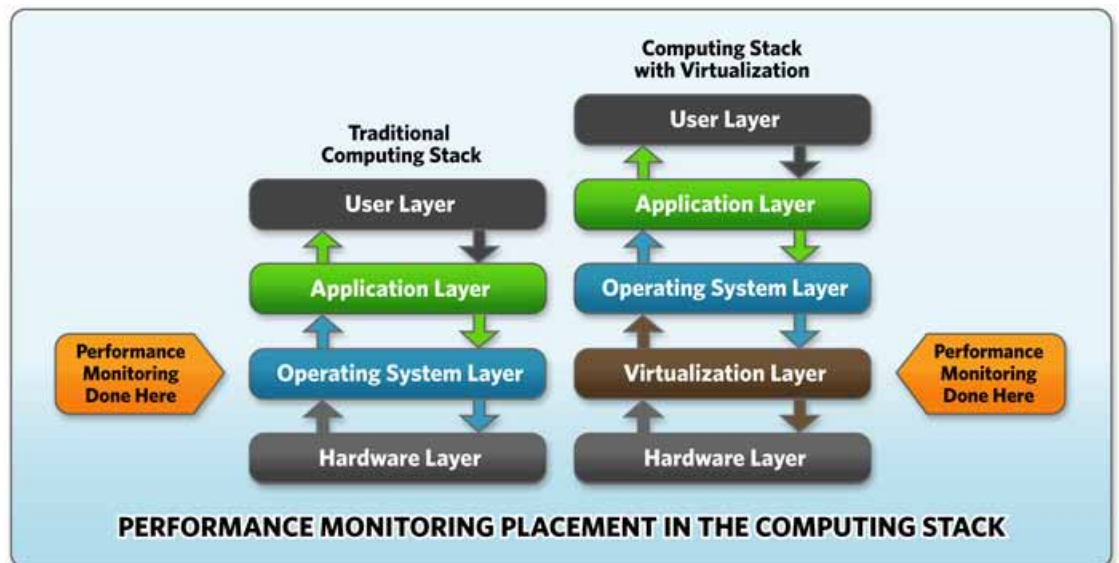 Traditional
Computing Stack
User Layer
Application Layer
Operating System Layer
Hardware Layer
Performance
Monitoring
Done Here
Computing Stack
with Virtualization
User Layer
Application Layer
Operating System Layer
Virtualization Layer
Hardware Layer
Performance
Monitoring
Done Here
PERFORMANCE MONITORING PLACEMENT IN THE COMPUTING STACK